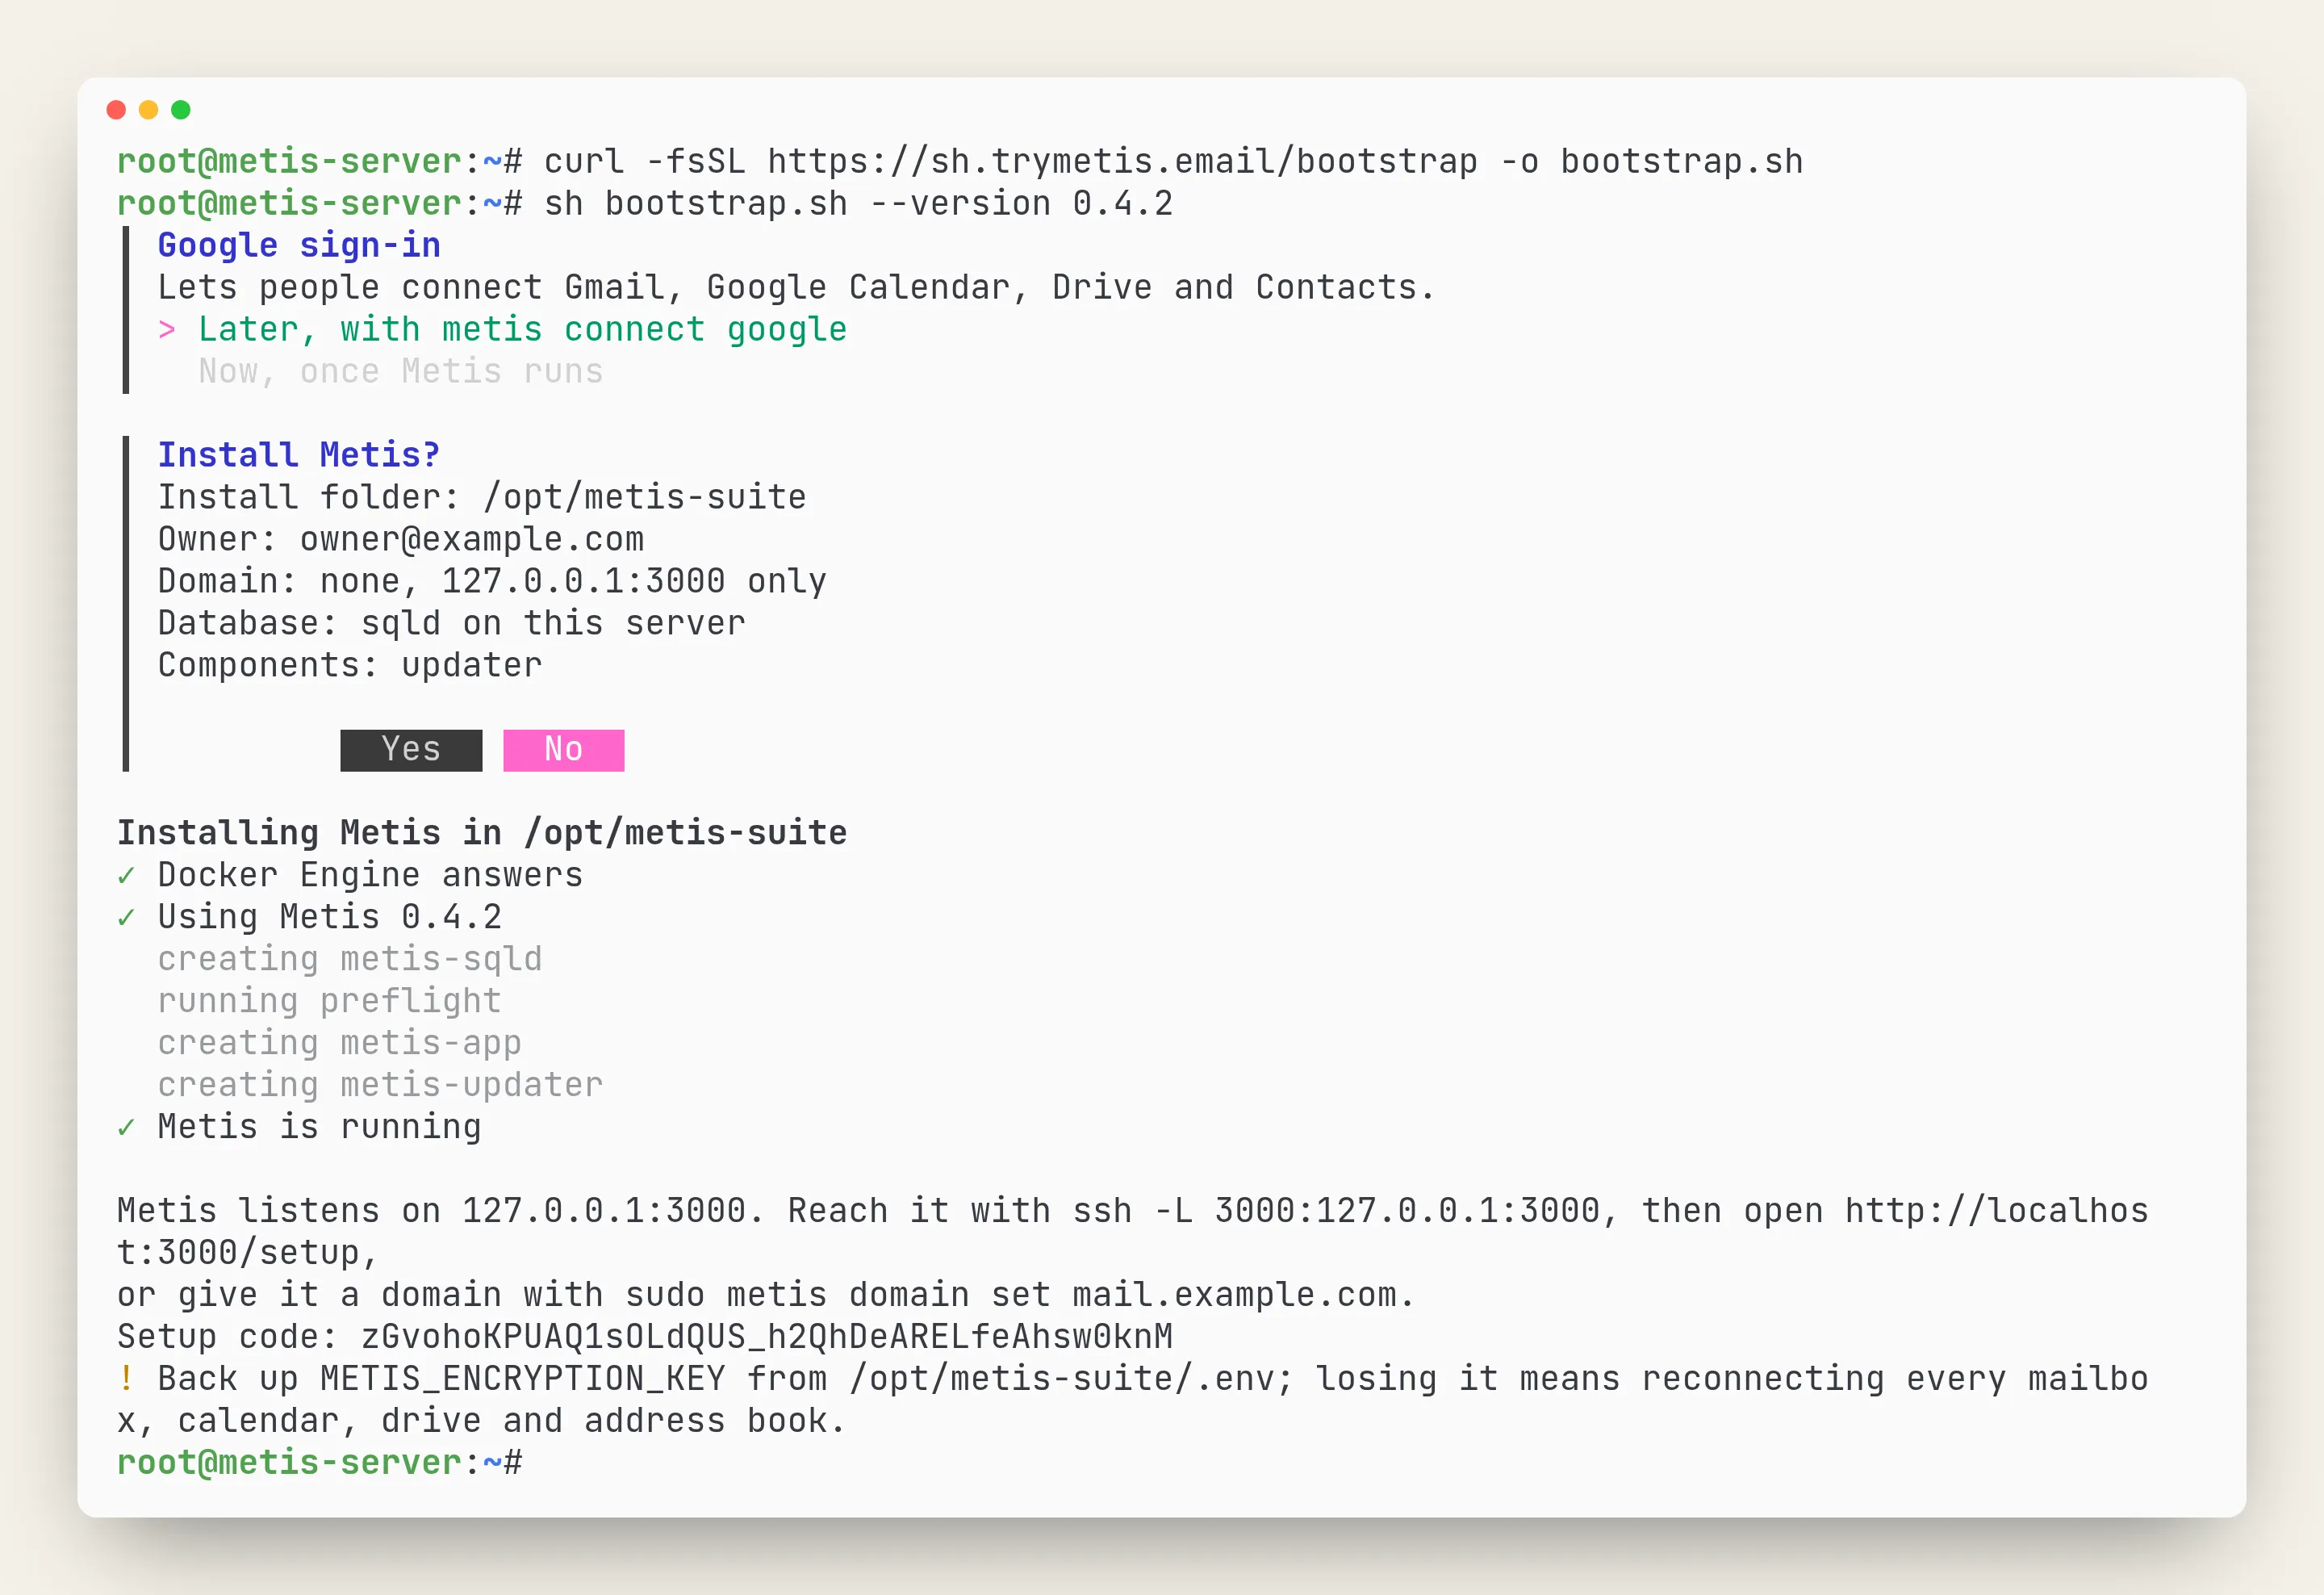 root@metis-server:~# curl -fsSL https://sh.trymetis.email/bootstrap -o bootstrap.sh
root@metis-server:~# sh bootstrap.sh --version 0.4.2
Google sign-in
Lets people connect Gmail, Google Calendar, Drive and Contacts.
> Later, with metis connect google
Now, once Metis runs
Install Metis?
Install folder: /opt/metis-suite
Owner: owner@example.com
Domain: none, 127.0.0.1:3000 only
Database: sqld on this server
Components: updater
Yes No
Installing Metis in /opt/metis-suite
✓ Docker Engine answers
✓ Using Metis 0.4.2
creating metis-sqld
running preflight
creating metis-app
creating metis-updater
✓ Metis is running
Metis listens on 127.0.0.1:3000. Reach it with ssh -L 3000:127.0.0.1:3000, then open http://localhos
t:3000/setup,
or give it a domain with sudo metis domain set mail.example.com.
Setup code: zGvohoKPUAQ1sOLdQUS_h2QhDeARELfeAhsw0knM
! Back up METIS_ENCRYPTION_KEY from /opt/metis-suite/.env; losing it means reconnecting every mailbo
x, calendar, drive and address book.
root@metis-server:~#